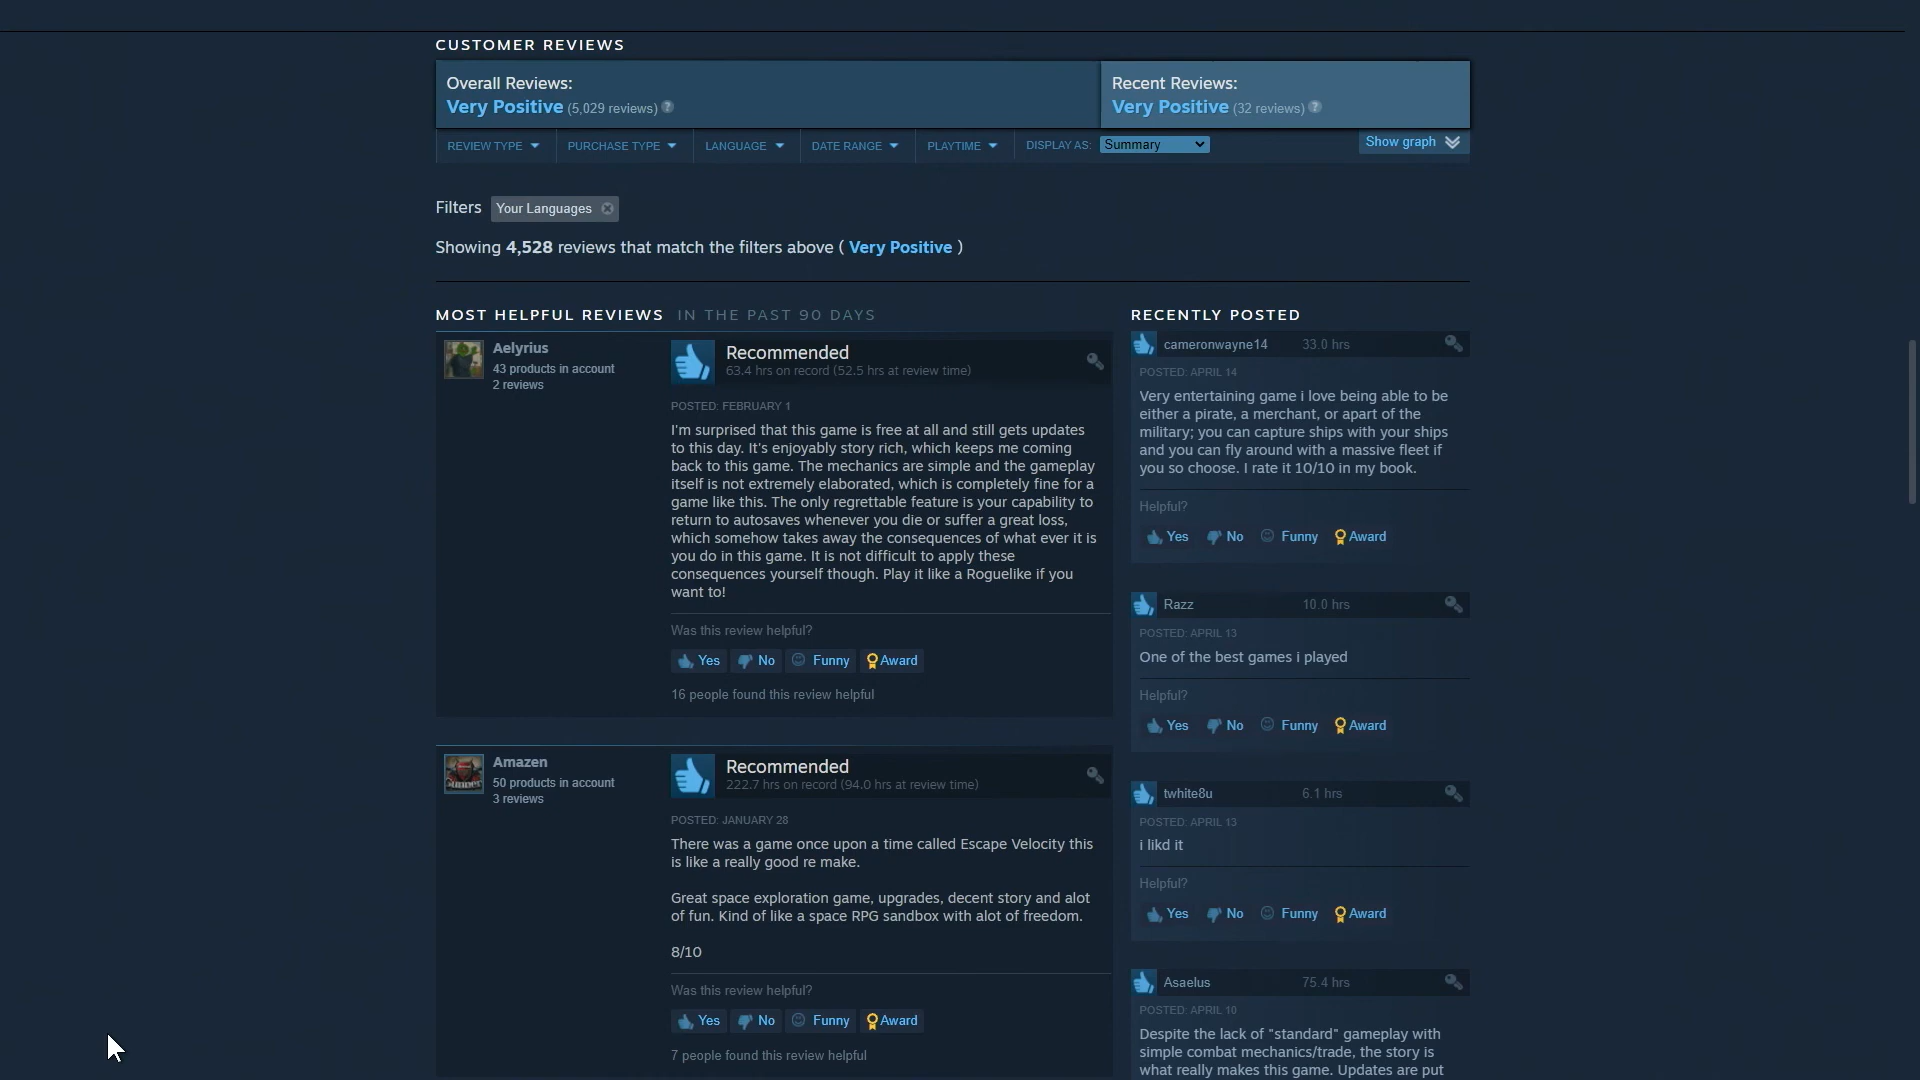 CUSTOMER REVIEWS
Overall Reviews:
Very Positive (5,029 reviews) ?
Recent Reviews:
Very Positive (32 reviews) ?
REVIEW TYPE PURCHASE TYPE LANGUAGE DATE RANGE PLAYTIME DISPLAY AS: Summary Show graph
Filters Your Languages
Showing 4,528 reviews that match the filters above ( Very Positive )
MOST HELPFUL REVIEWS IN THE PAST 90 DAYS
Aelyrius
43 products in account
2 reviews
Recommended
63.4 hrs on record (52.5 hrs at review time)
POSTED: FEBRUARY 1
I'm surprised that this game is free at all and still gets updates
to this day. It's enjoyably story rich, which keeps me coming
back to this game. The mechanics are simple and the gameplay
itself is not extremely elaborated, which is completely fine for a
game like this. The only regrettable feature is your capability to
return to autosaves whenever you die or suffer a great loss,
which somehow takes away the consequences of what ever it is
you do in this game. It is not difficult to apply these
consequences yourself though. Play it like a Roguelike if you
want to!
Was this review helpful?
Yes No Funny Award
16 people found this review helpful
Amazen
50 products in account
3 reviews
Recommended
222.7 hrs on record (94.0 hrs at review time)
POSTED: JANUARY 28
There was a game once upon a time called Escape Velocity this
is like a really good re make.
Great space exploration game, upgrades, decent story and alot
of fun. Kind of like a space RPG sandbox with alot of freedom.
8/10
Was this review helpful?
Yes No Funny Award
7 people found this review helpful
RECENTLY POSTED
cameronwayne14 33.0 hrs
POSTED: APRIL 14
Very entertaining game i love being able to be
either a pirate, a merchant, or apart of the
military; you can capture ships with your ships
and you can fly around with a massive fleet if
you so choose. I rate it 10/10 in my book.
Helpful?
Yes No Funny Award
Razz 10.0 hrs
POSTED: APRIL 13
One of the best games i played
Helpful?
Yes No Funny Award
twhite8u 6.1 hrs
POSTED: APRIL 13
i likd it
Helpful?
Yes No Funny Award
Asaelus 75.4 hrs
POSTED: APRIL 10
Despite the lack of "standard" gameplay with
simple combat mechanics/trade, the story is
what really makes this game. Updates are put